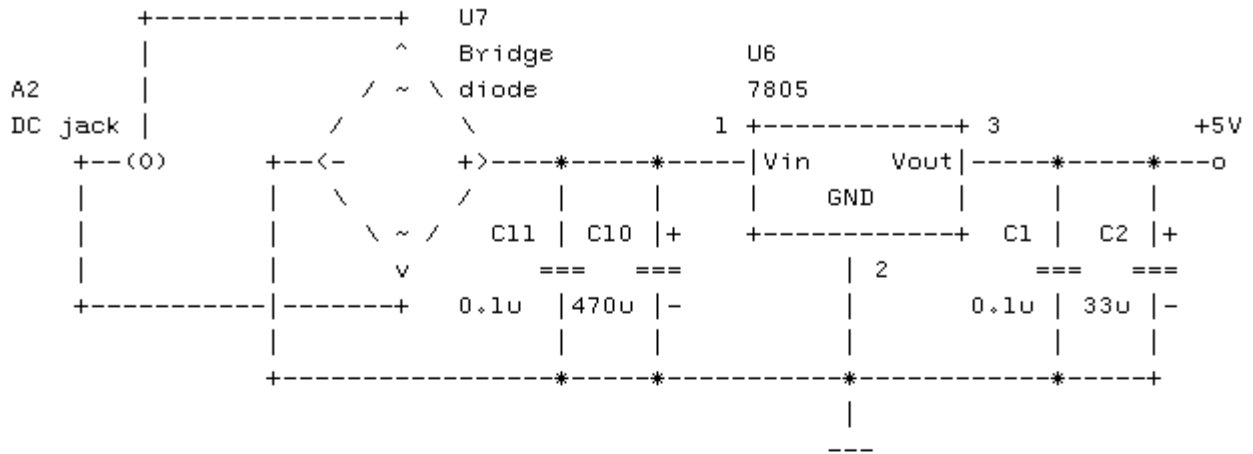 +---------------+    U7
     |               ^    Bridge      U6
A2   |             / ~ \ diode       7805
DC jack |        /       \          1 +------------+ 3         +5V
+--(O)    +--<-         +>-----*-----*-----|Vin    Vout|-----*-----*---o
|         |    \       /       |     |     |    GND    |     |     |
|         |      \ ~ /    C11 | C10 |+    +------------+  C1 |  C2 |+
|         |        v        ===   ===          | 2          ===   ===
+---------|-------+   0.1u  |470u |-           |       0.1u | 33u |-
          |                 |     |            |            |     |
          +-----------------*-----*------------*------------*-----+
                                               |
                                              ---